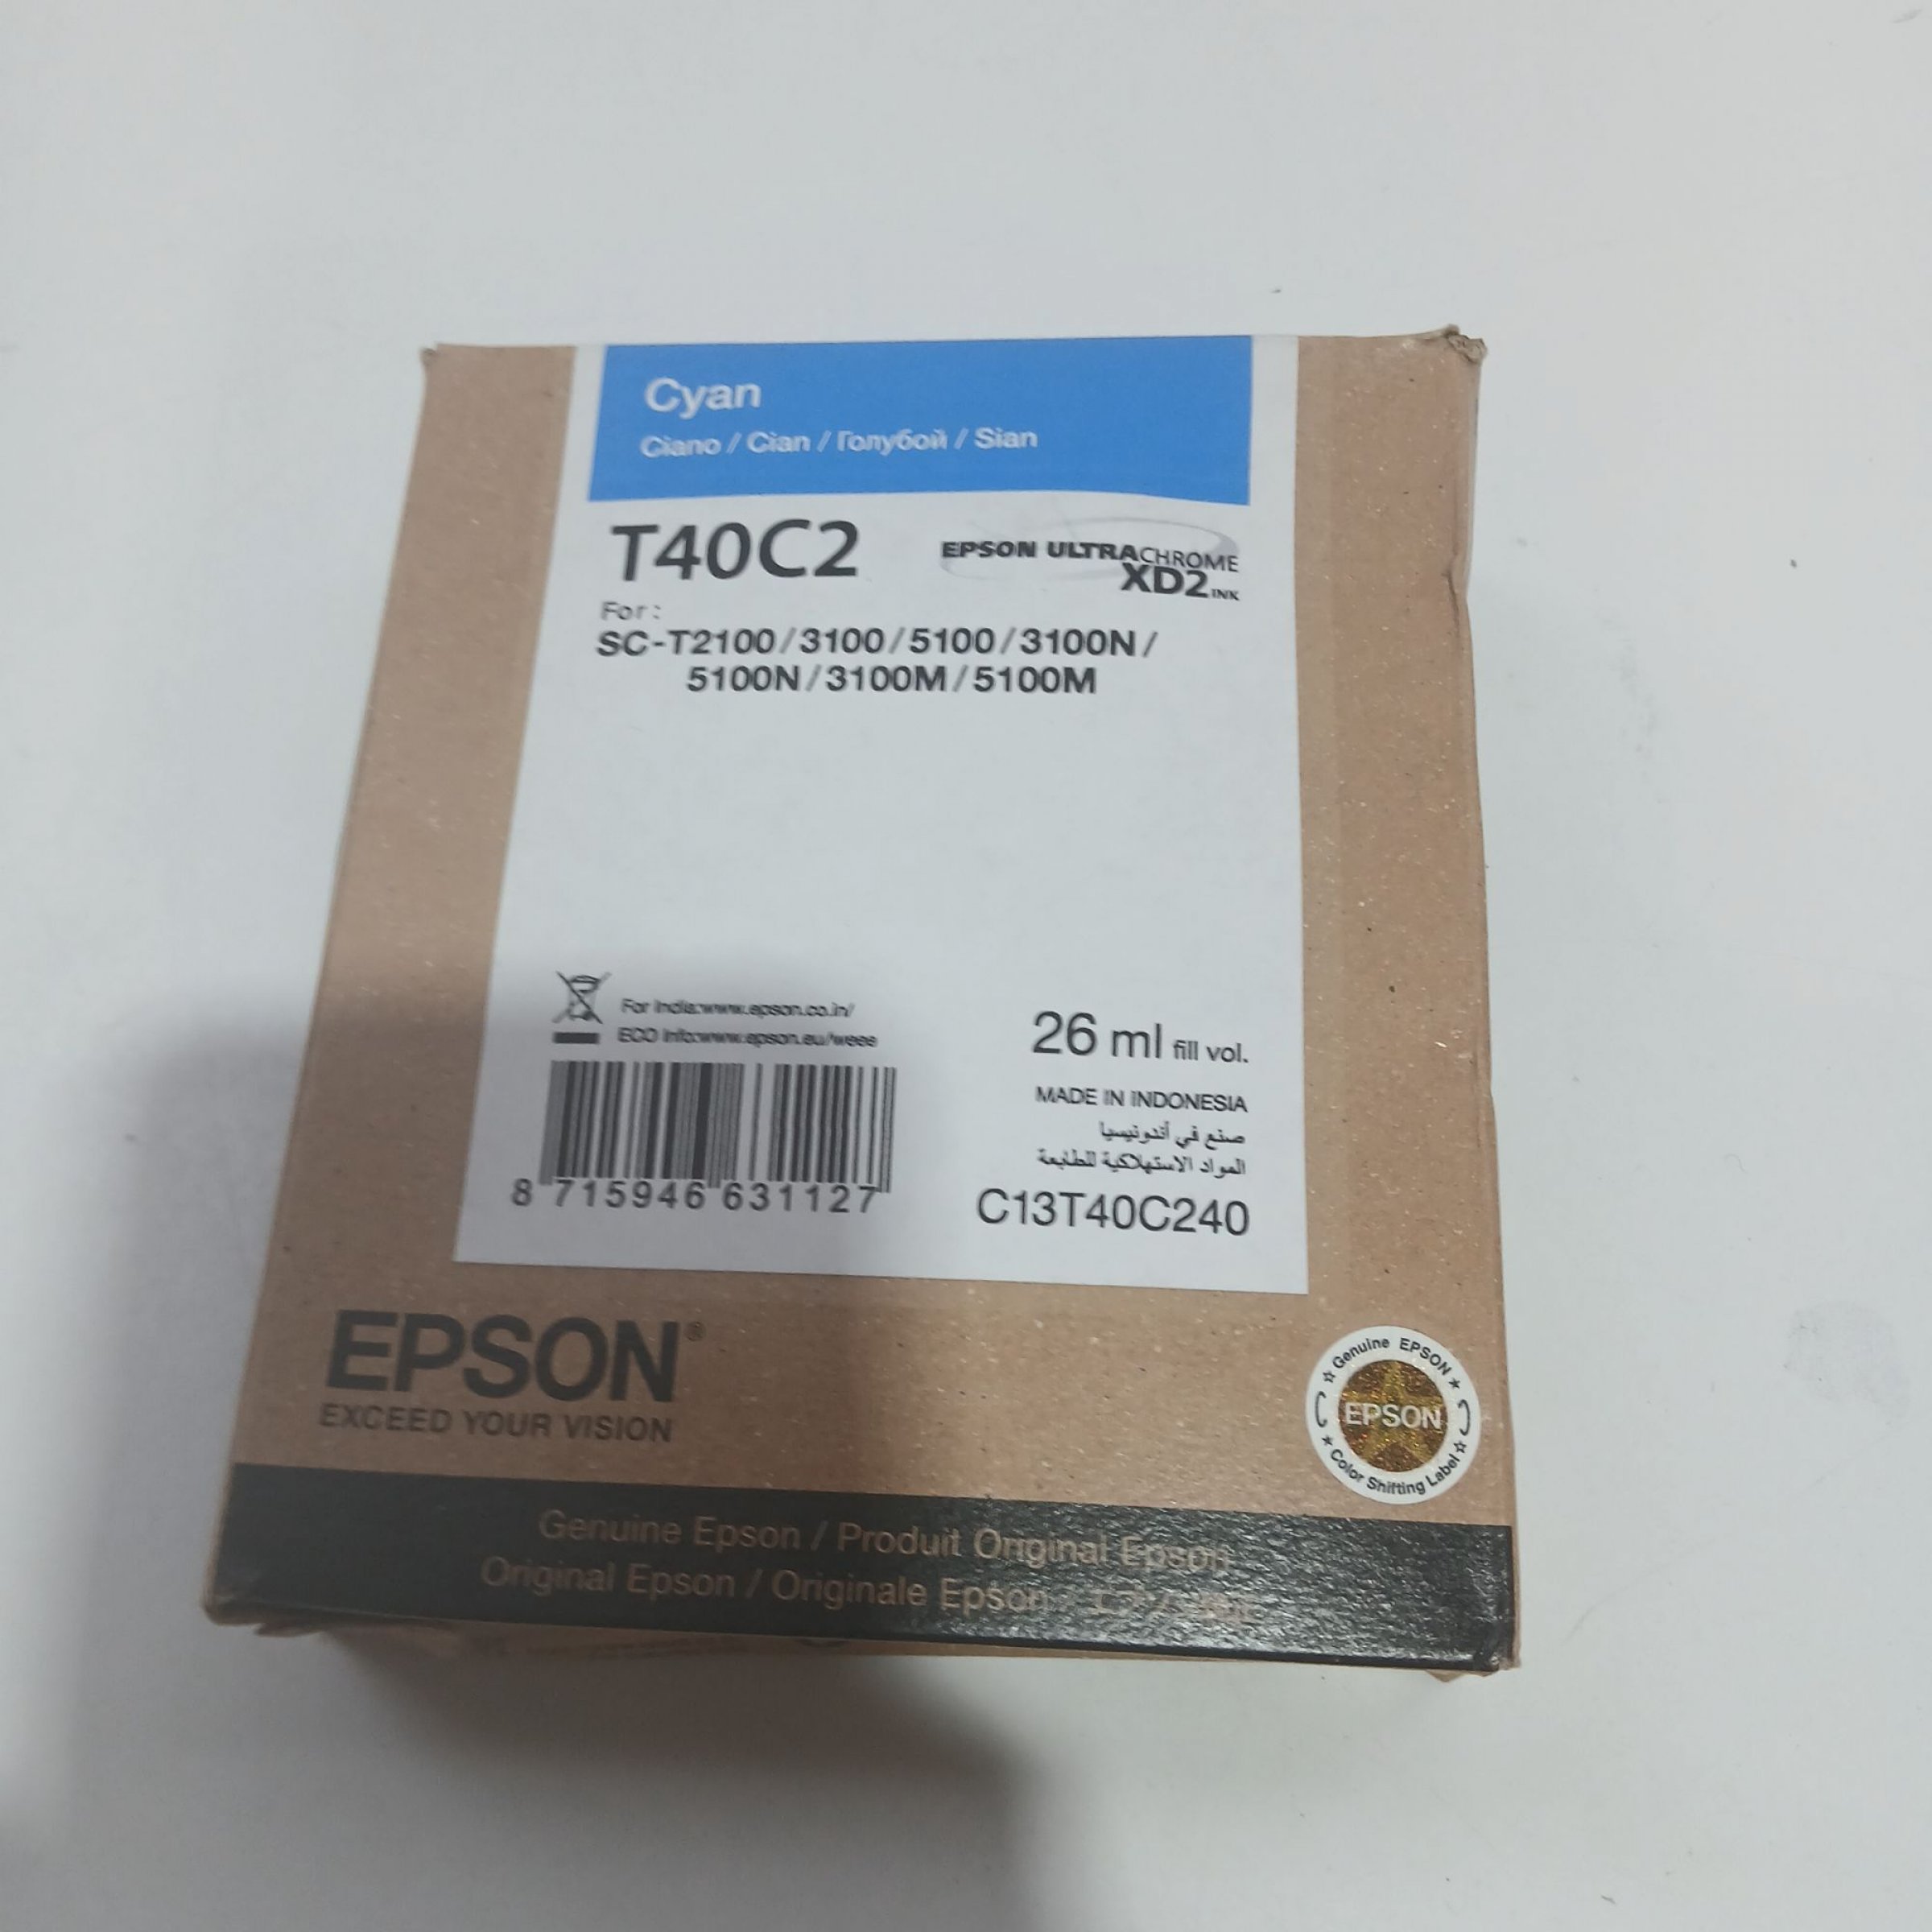 Cyan
Ciano / Cian / Голубой / Sian
T40C2
EPSON ULTRACHROME
XD2 INK
For:
SC-T2100/3100/5100/3100N/
5100N/3100M/5100M
For India:www.epson.co.in/
ECO Info:www.epson.eu/weee
26 ml fill vol.
MADE IN INDONESIA
صنع في أندونيسيا
المواد الاستهلاكية للطابعة
8 715946 631127
C13T40C240
EPSON®
EXCEED YOUR VISION
Genuine EPSON
EPSON
Color Shifting Label
Genuine Epson / Produit Original Epson
Original Epson / Originale Epson /